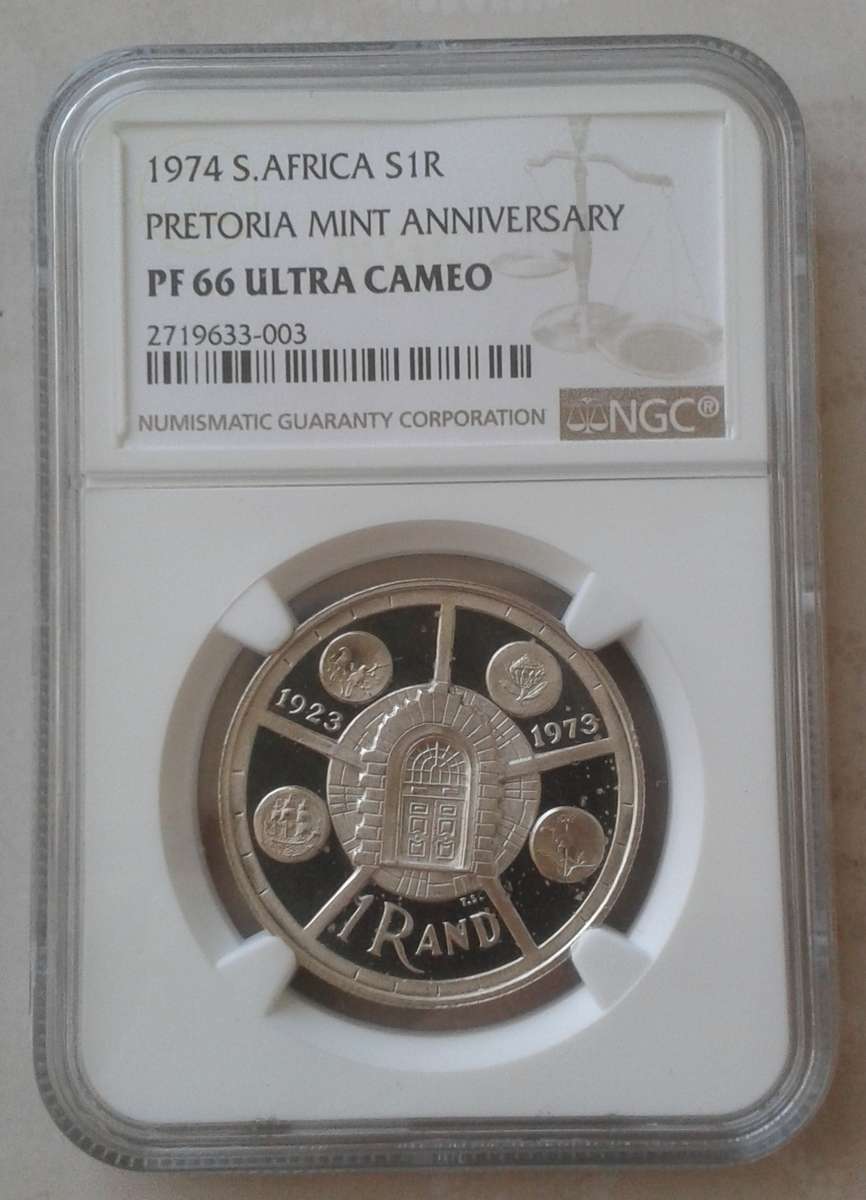 1974 S.AFRICA S1R
PRETORIA MINT ANNIVERSARY
PF 66 ULTRA CAMEO
2719633-003
NUMISMATIC GUARANTY CORPORATION
NGC®
1923
1973
T.S.
1 RAND